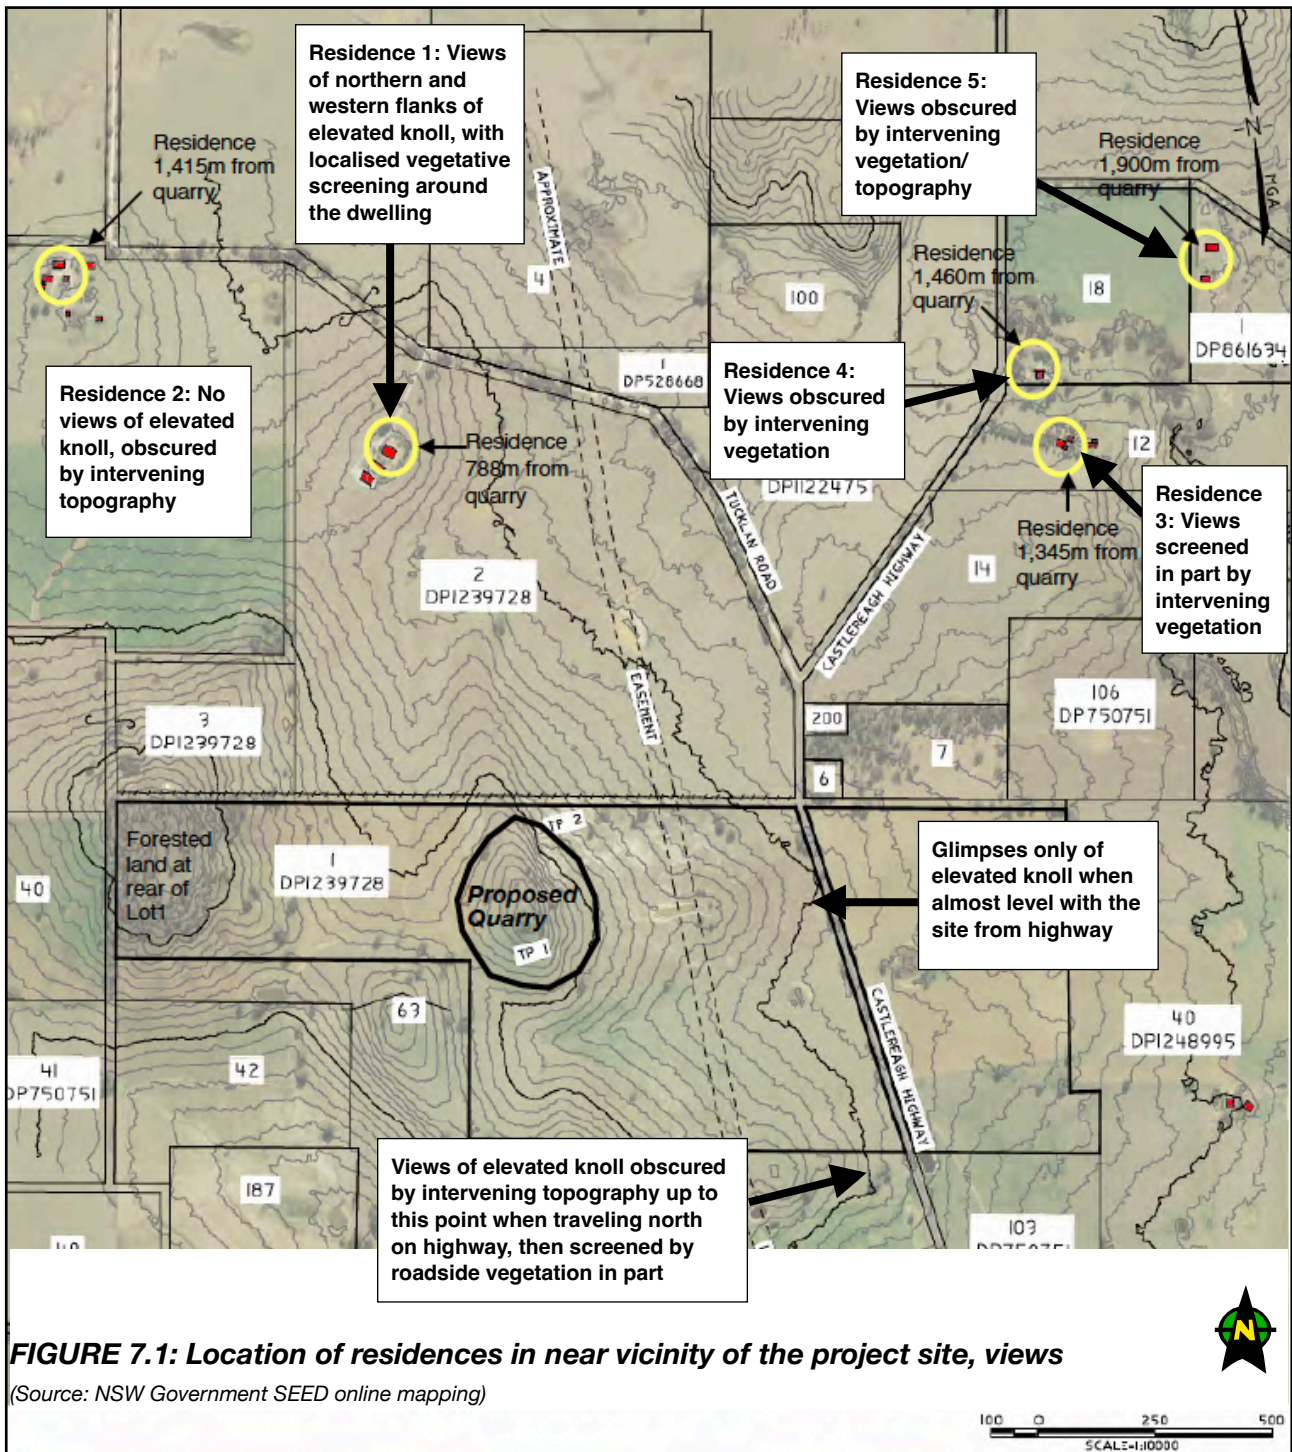 Residence 1: Views
of northern and
western flanks of
elevated knoll, with
localised vegetative
screening around
the dwelling
Residence 5:
Views obscured
by intervening
vegetation/
topography
Residence
1,415m from
quarry
Residence
1,900m from
quarry
N
MGA
APPROXIMATE
4
Residence
1,460m from
quarry
100
18
1
DP861634
1
DP528668
Residence 2: No
views of elevated
knoll, obscured
by intervening
topography
Residence 4:
Views obscured
by intervening
vegetation
Residence
788m from
quarry
12
DP1122475
Residence
3: Views
screened
in part by
intervening
vegetation
TUCKLAN ROAD
CASTLEREAGH HIGHWAY
Residence
1,345m from
quarry
14
2
DP1239728
EASEMENT
106
DP750751
3
DP1239728
200
7
6
Forested
land at
rear of
Lot1
40
1
DP1239728
TP 2
Proposed
Quarry
TP 1
Glimpses only of
elevated knoll when
almost level with the
site from highway
63
CASTLEREAGH HIGHWAY
40
DP1248995
41
DP750751
42
187
Views of elevated knoll obscured
by intervening topography up to
this point when traveling north
on highway, then screened by
roadside vegetation in part
103
DP750751
FIGURE 7.1: Location of residences in near vicinity of the project site, views
N
(Source: NSW Government SEED online mapping)
100 0 250 500
SCALE=1:10000